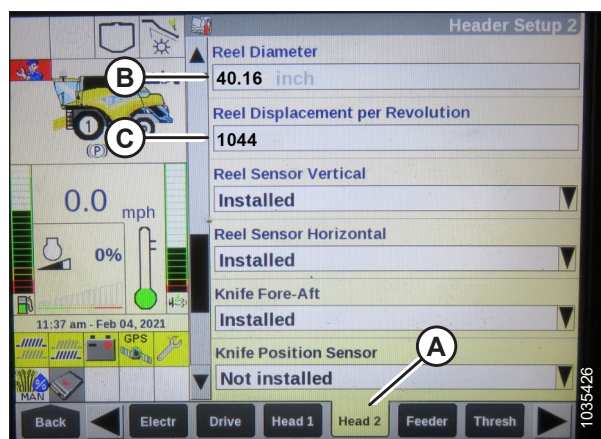 Header Setup 2
Reel Diameter
B
40.16 inch
Reel Displacement per Revolution
C
1044
Reel Sensor Vertical
Installed
Reel Sensor Horizontal
Installed
Knife Fore-Aft
Installed
Knife Position Sensor
Not installed
A
1
1
(P)
0.0 mph
0%
11:37 am - Feb 04, 2021
GPS
%
MAN
Back
Electr
Drive
Head 1
Head 2
Feeder
Thresh
1035426